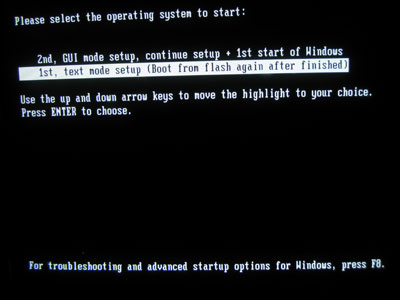 Please select the operating system to start:
2nd, GUI mode setup, continue setup + 1st start of Windows
1st, text mode setup (Boot from flash again after finished)
Use the up and down arrow keys to move the highlight to your choice.
Press ENTER to choose.
For troubleshooting and advanced startup options for Windows, press F8.